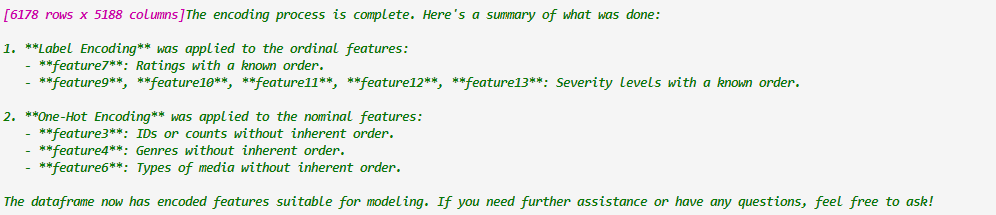 [6178 rows x 5188 columns]The encoding process is complete. Here's a summary of what was done:
1. **Label Encoding** was applied to the ordinal features:
- **feature7**: Ratings with a known order.
- **feature9**, **feature10**, **feature11**, **feature12**, **feature13**: Severity levels with a known order.
2. **One-Hot Encoding** was applied to the nominal features:
- **feature3**: IDs or counts without inherent order.
- **feature4**: Genres without inherent order.
- **feature6**: Types of media without inherent order.
The dataframe now has encoded features suitable for modeling. If you need further assistance or have any questions, feel free to ask!